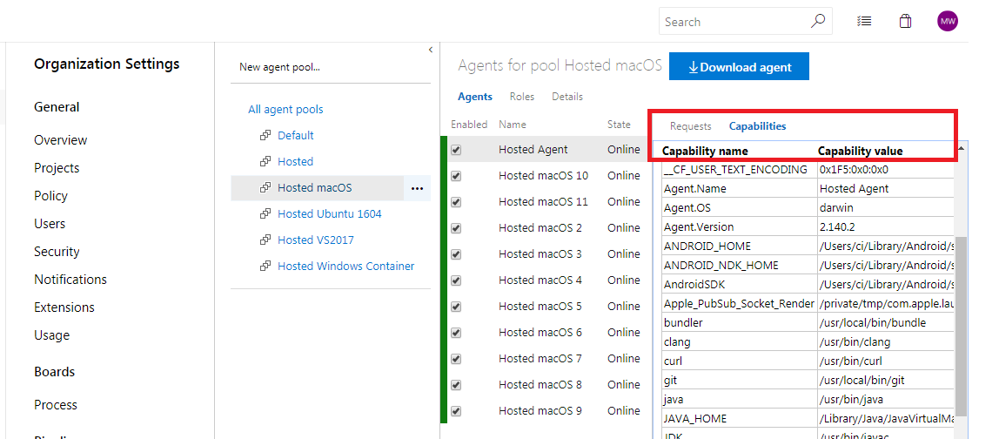 Search
MW
Organization Settings
General
Overview
Projects
Policy
Users
Security
Notifications
Extensions
Usage
Boards
Process
New agent pool...
All agent pools
Default
Hosted
Hosted macOS
Hosted Ubuntu 1604
Hosted VS2017
Hosted Windows Container
Agents for pool Hosted macOS
Download agent
Agents Roles Details
Enabled Name State
Hosted Agent Online
Hosted macOS 10 Online
Hosted macOS 11 Online
Hosted macOS 2 Online
Hosted macOS 3 Online
Hosted macOS 4 Online
Hosted macOS 5 Online
Hosted macOS 6 Online
Hosted macOS 7 Online
Hosted macOS 8 Online
Hosted macOS 9 Online
Requests Capabilities
Capability name Capability value
__CF_USER_TEXT_ENCODING 0x1F5:0x0:0x0
Agent.Name Hosted Agent
Agent.OS darwin
Agent.Version 2.140.2
ANDROID_HOME /Users/ci/Library/Android/s
ANDROID_NDK_HOME /Users/ci/Library/Android/s
AndroidSDK /Users/ci/Library/Android/s
Apple_PubSub_Socket_Render /private/tmp/com.apple.lau
bundler /usr/local/bin/bundle
clang /usr/bin/clang
curl /usr/bin/curl
git /usr/local/bin/git
java /usr/bin/java
JAVA_HOME /Library/Java/JavaVirtualMa
JDK /usr/bin/javac